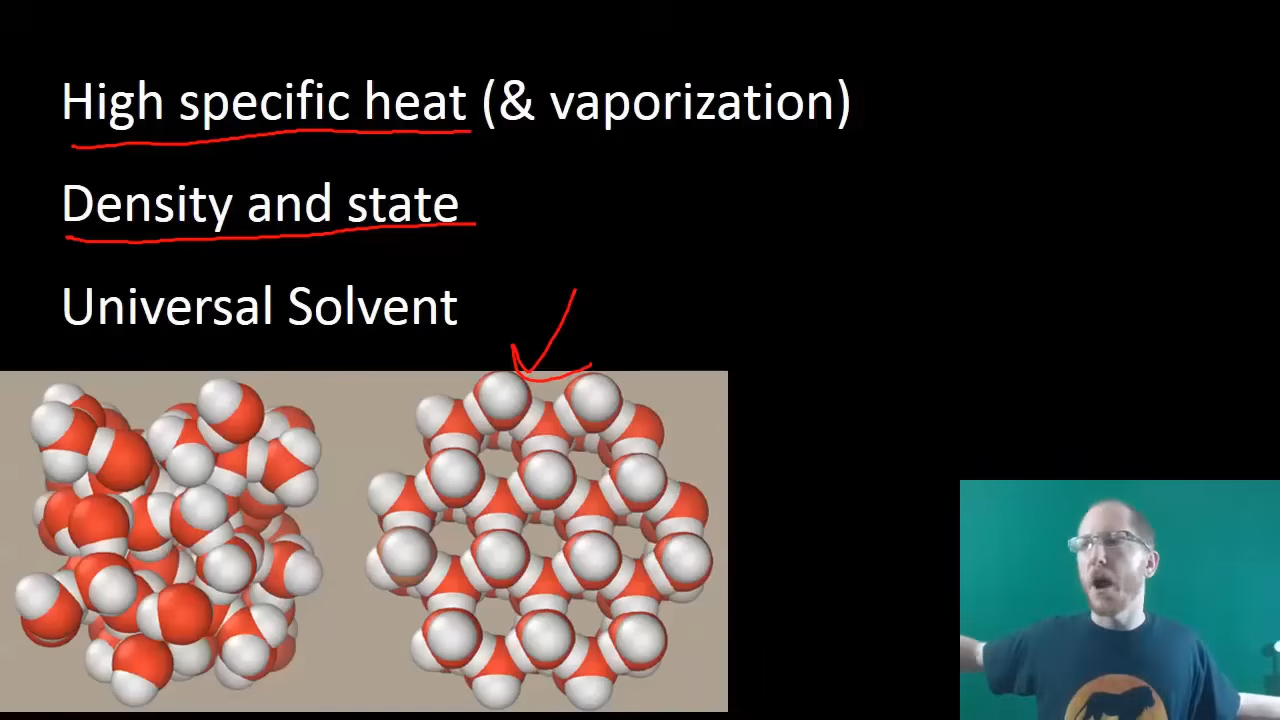 High specific heat (& vaporization)
Density and state
Universal Solvent